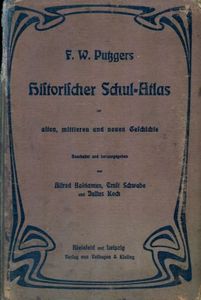 F. W. Putzgers
Historischer Schul-Atlas
zur
alten, mittleren und neuen Geschichte
Bearbeitet und herausgegeben
von
Alfred Baldamus, Ernst Schwabe
und Julius Koch
Bielefeld und Leipzig
Verlag von Velhagen & Klasing